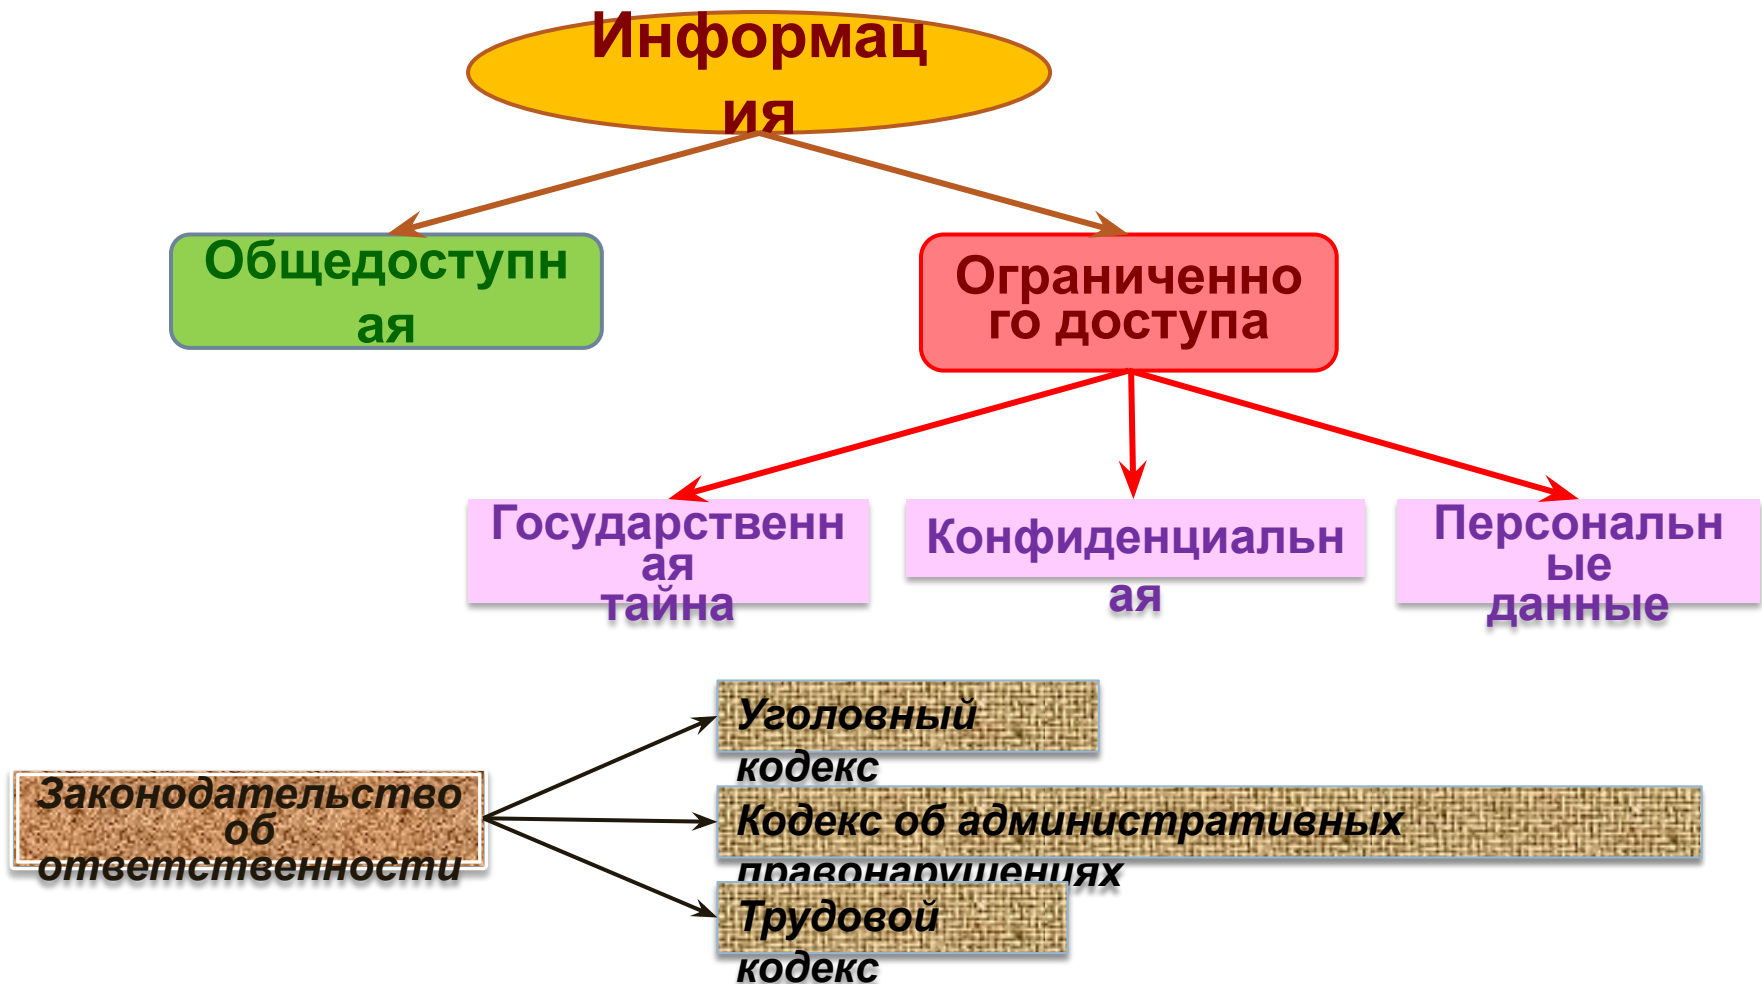 Информац
ия
Общедоступн
ая
Ограниченно
го доступа
Государственн
ая
тайна
Конфиденциальн
ая
Персональн
ые
данные
Законодательство
об
ответственности
Уголовный
кодекс
Кодекс об административных
правонарушениях
Трудовой
кодекс